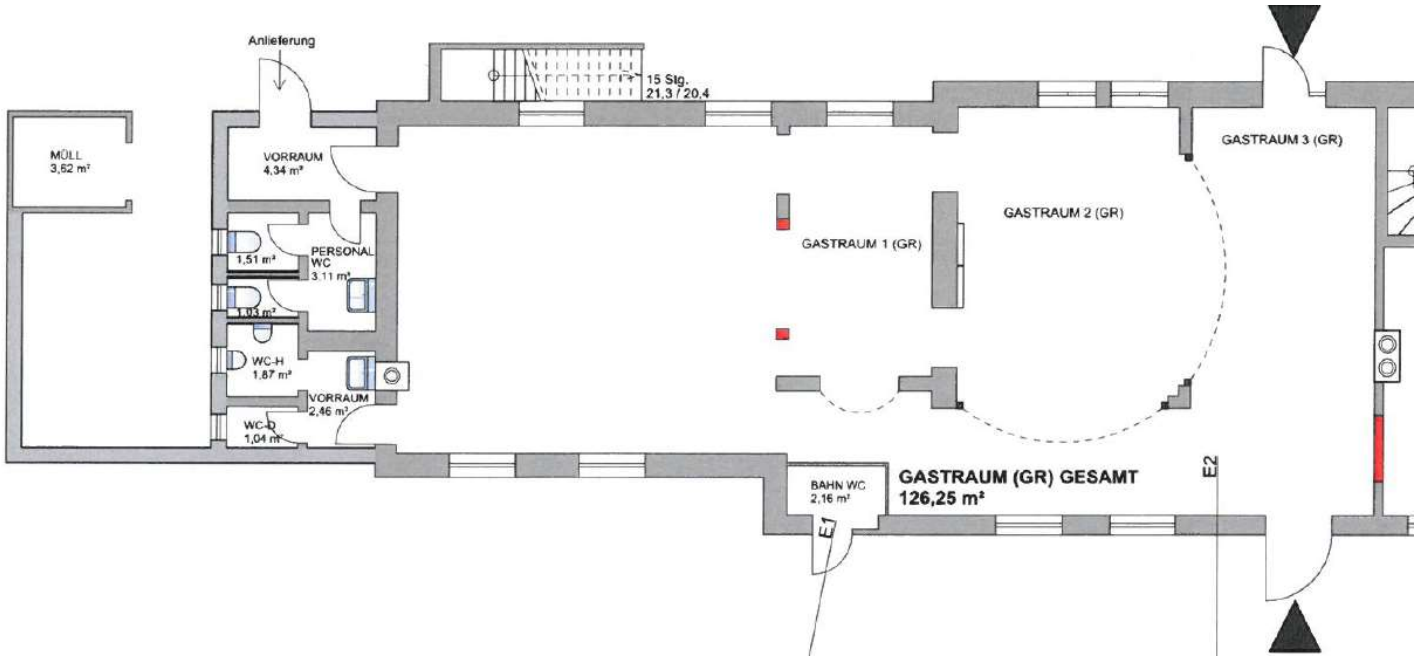 Anlieferung
15 Stg.
21,3 / 20,4
MÜLL
3,62 m²
VORRAUM
4,34 m²
GASTRAUM 3 (GR)
GASTRAUM 2 (GR)
GASTRAUM 1 (GR)
1,51 m²
PERSONAL
WC
3,11 m²
1,03 m²
WC-H
1,87 m²
VORRAUM
2,46 m²
WC-D
1,04 m²
BAHN WC
2,16 m²
E1
GASTRAUM (GR) GESAMT
126,25 m²
E2